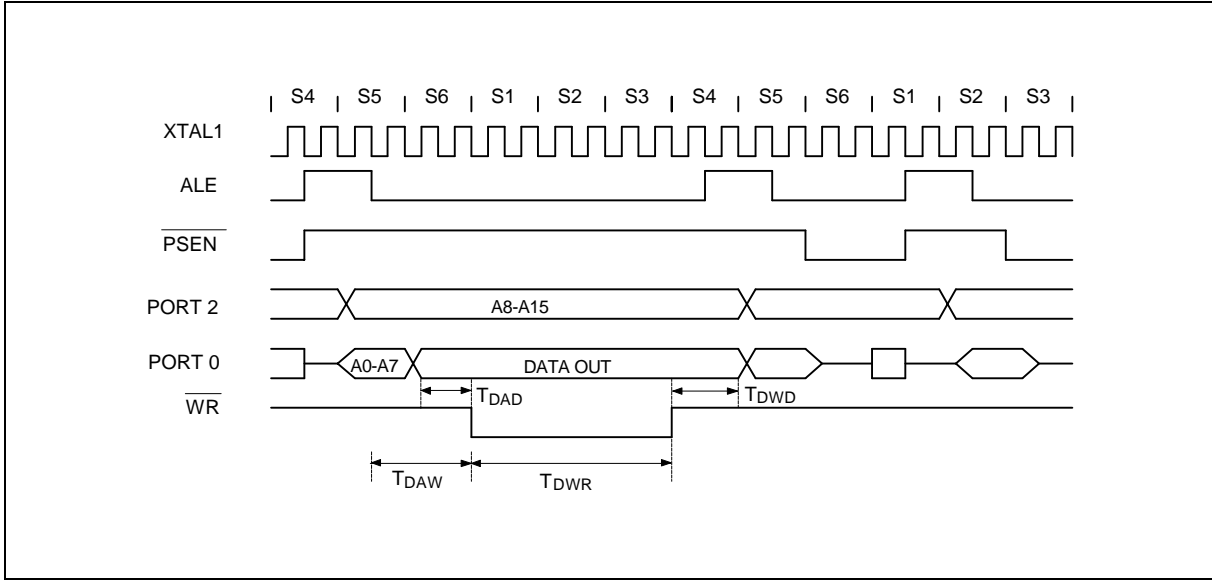 S4 S5 S6 S1 S2 S3 S4 S5 S6 S1 S2 S3
XTAL1
ALE
PSEN
PORT 2
A8-A15
PORT 0
A0-A7
DATA OUT
TDAD
TDWD
WR
TDAW
TDWR